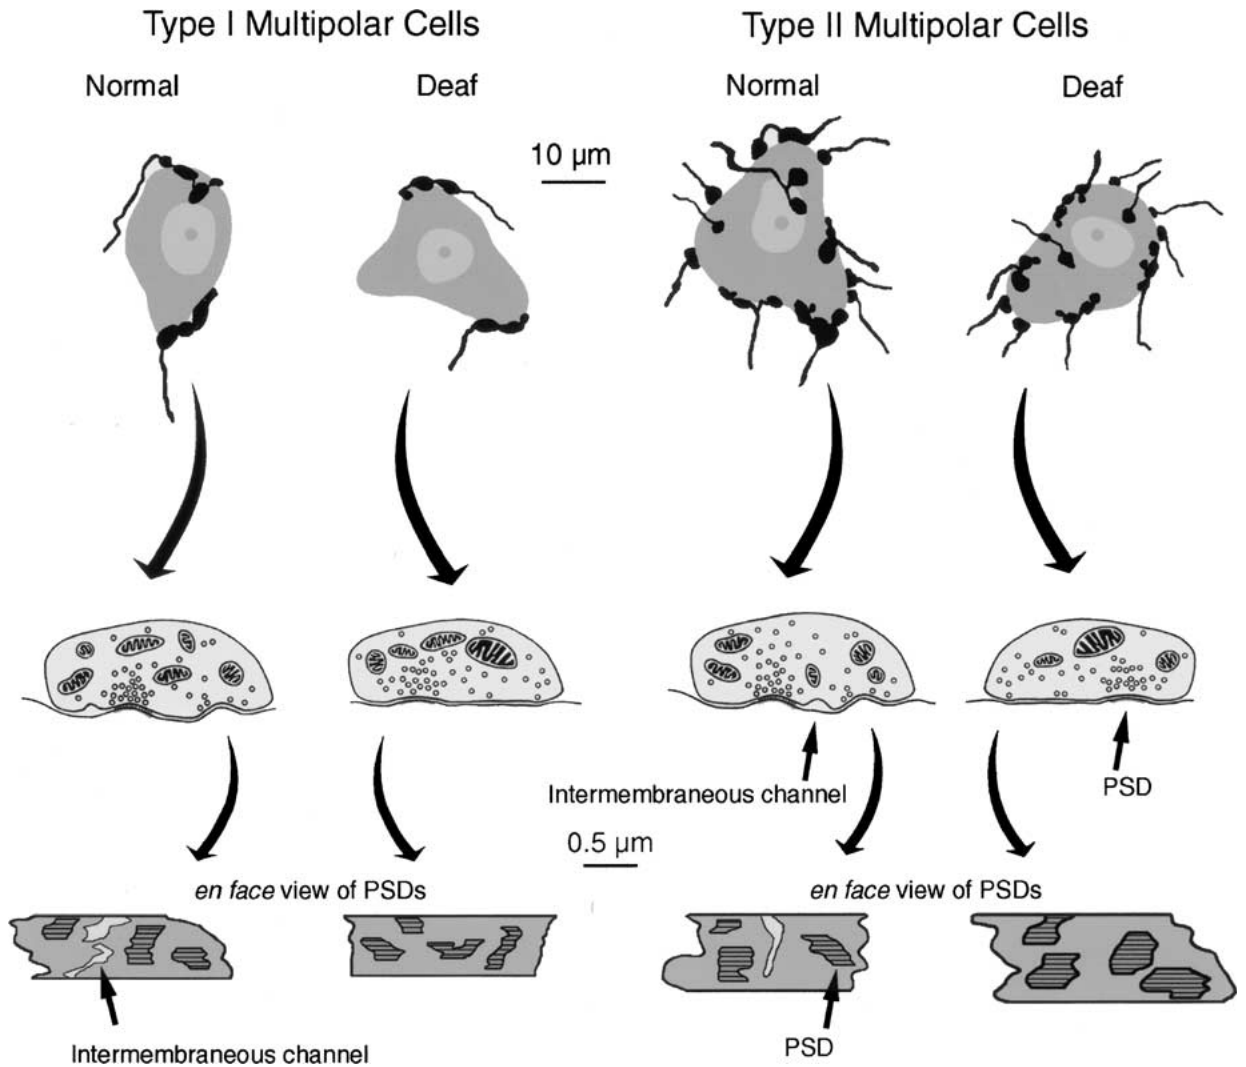 Type I Multipolar Cells
Type II Multipolar Cells
Normal
Deaf
Normal
Deaf
10 µm
Intermembraneous channel
PSD
0.5 µm
en face view of PSDs
en face view of PSDs
Intermembraneous channel
PSD